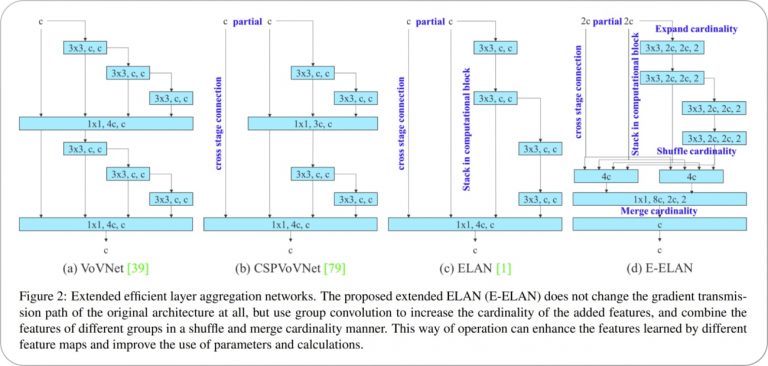 c
3x3, c, c
3x3, c, c
3x3, c, c
1x1, 4c, c
3x3, c, c
3x3, c, c
3x3, c, c
1x1, 4c, c
c
(a) VoVNet [39]
c partial c
cross stage connection
3x3, c, c
3x3, c, c
1x1, 3c, c
3x3, c, c
3x3, c, c
1x1, 4c, c
c
(b) CSPVoVNet [79]
c partial c
cross stage connection
Stack in computational block
3x3, c, c
3x3, c, c
3x3, c, c
3x3, c, c
1x1, 4c, c
c
(c) ELAN [1]
2c partial 2c
Expand cardinality
cross stage connection
Stack in computational block
3x3, 2c, 2c, 2
3x3, 2c, 2c, 2
3x3, 2c, 2c, 2
3x3, 2c, 2c, 2
Shuffle cardinality
4c
4c
1x1, 8c, 2c, 2
Merge cardinality
c
c
(d) E-ELAN
Figure 2: Extended efficient layer aggregation networks. The proposed extended ELAN (E-ELAN) does not change the gradient transmis-
sion path of the original architecture at all, but use group convolution to increase the cardinality of the added features, and combine the
features of different groups in a shuffle and merge cardinality manner. This way of operation can enhance the features learned by different
feature maps and improve the use of parameters and calculations.